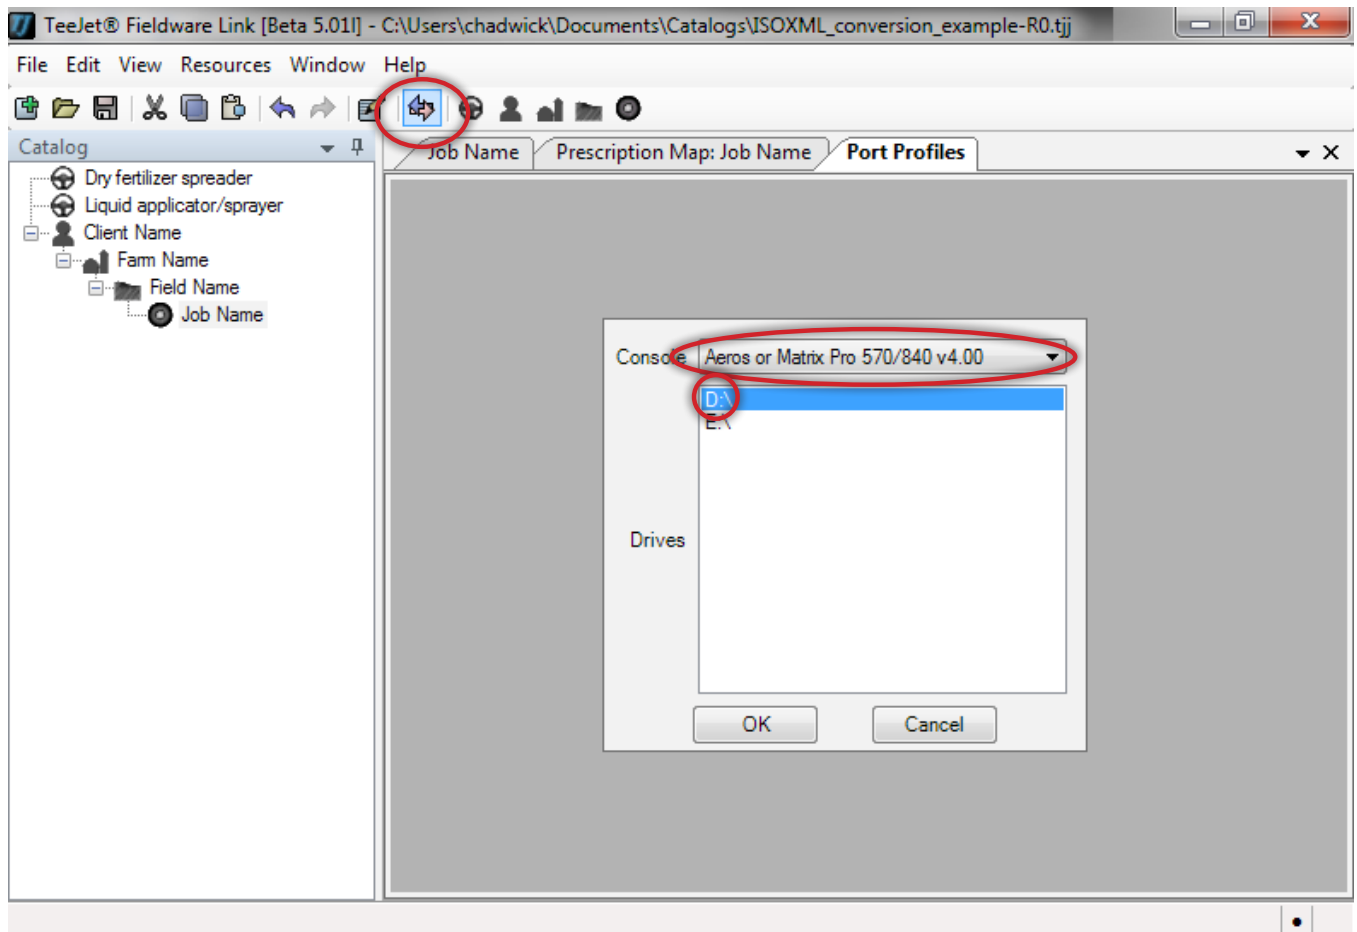 TeeJet® Fieldware Link [Beta 5.01l] - C:\Users\chadwick\Documents\Catalogs\ISOXML_conversion_example-R0.tjj
File Edit View Resources Window Help
Catalog
Dry fertilizer spreader
Liquid applicator/sprayer
Client Name
Farm Name
Field Name
Job Name
Job Name Prescription Map: Job Name Port Profiles
Console Aeros or Matrix Pro 570/840 v4.00
D:\
E:\
Drives
OK Cancel